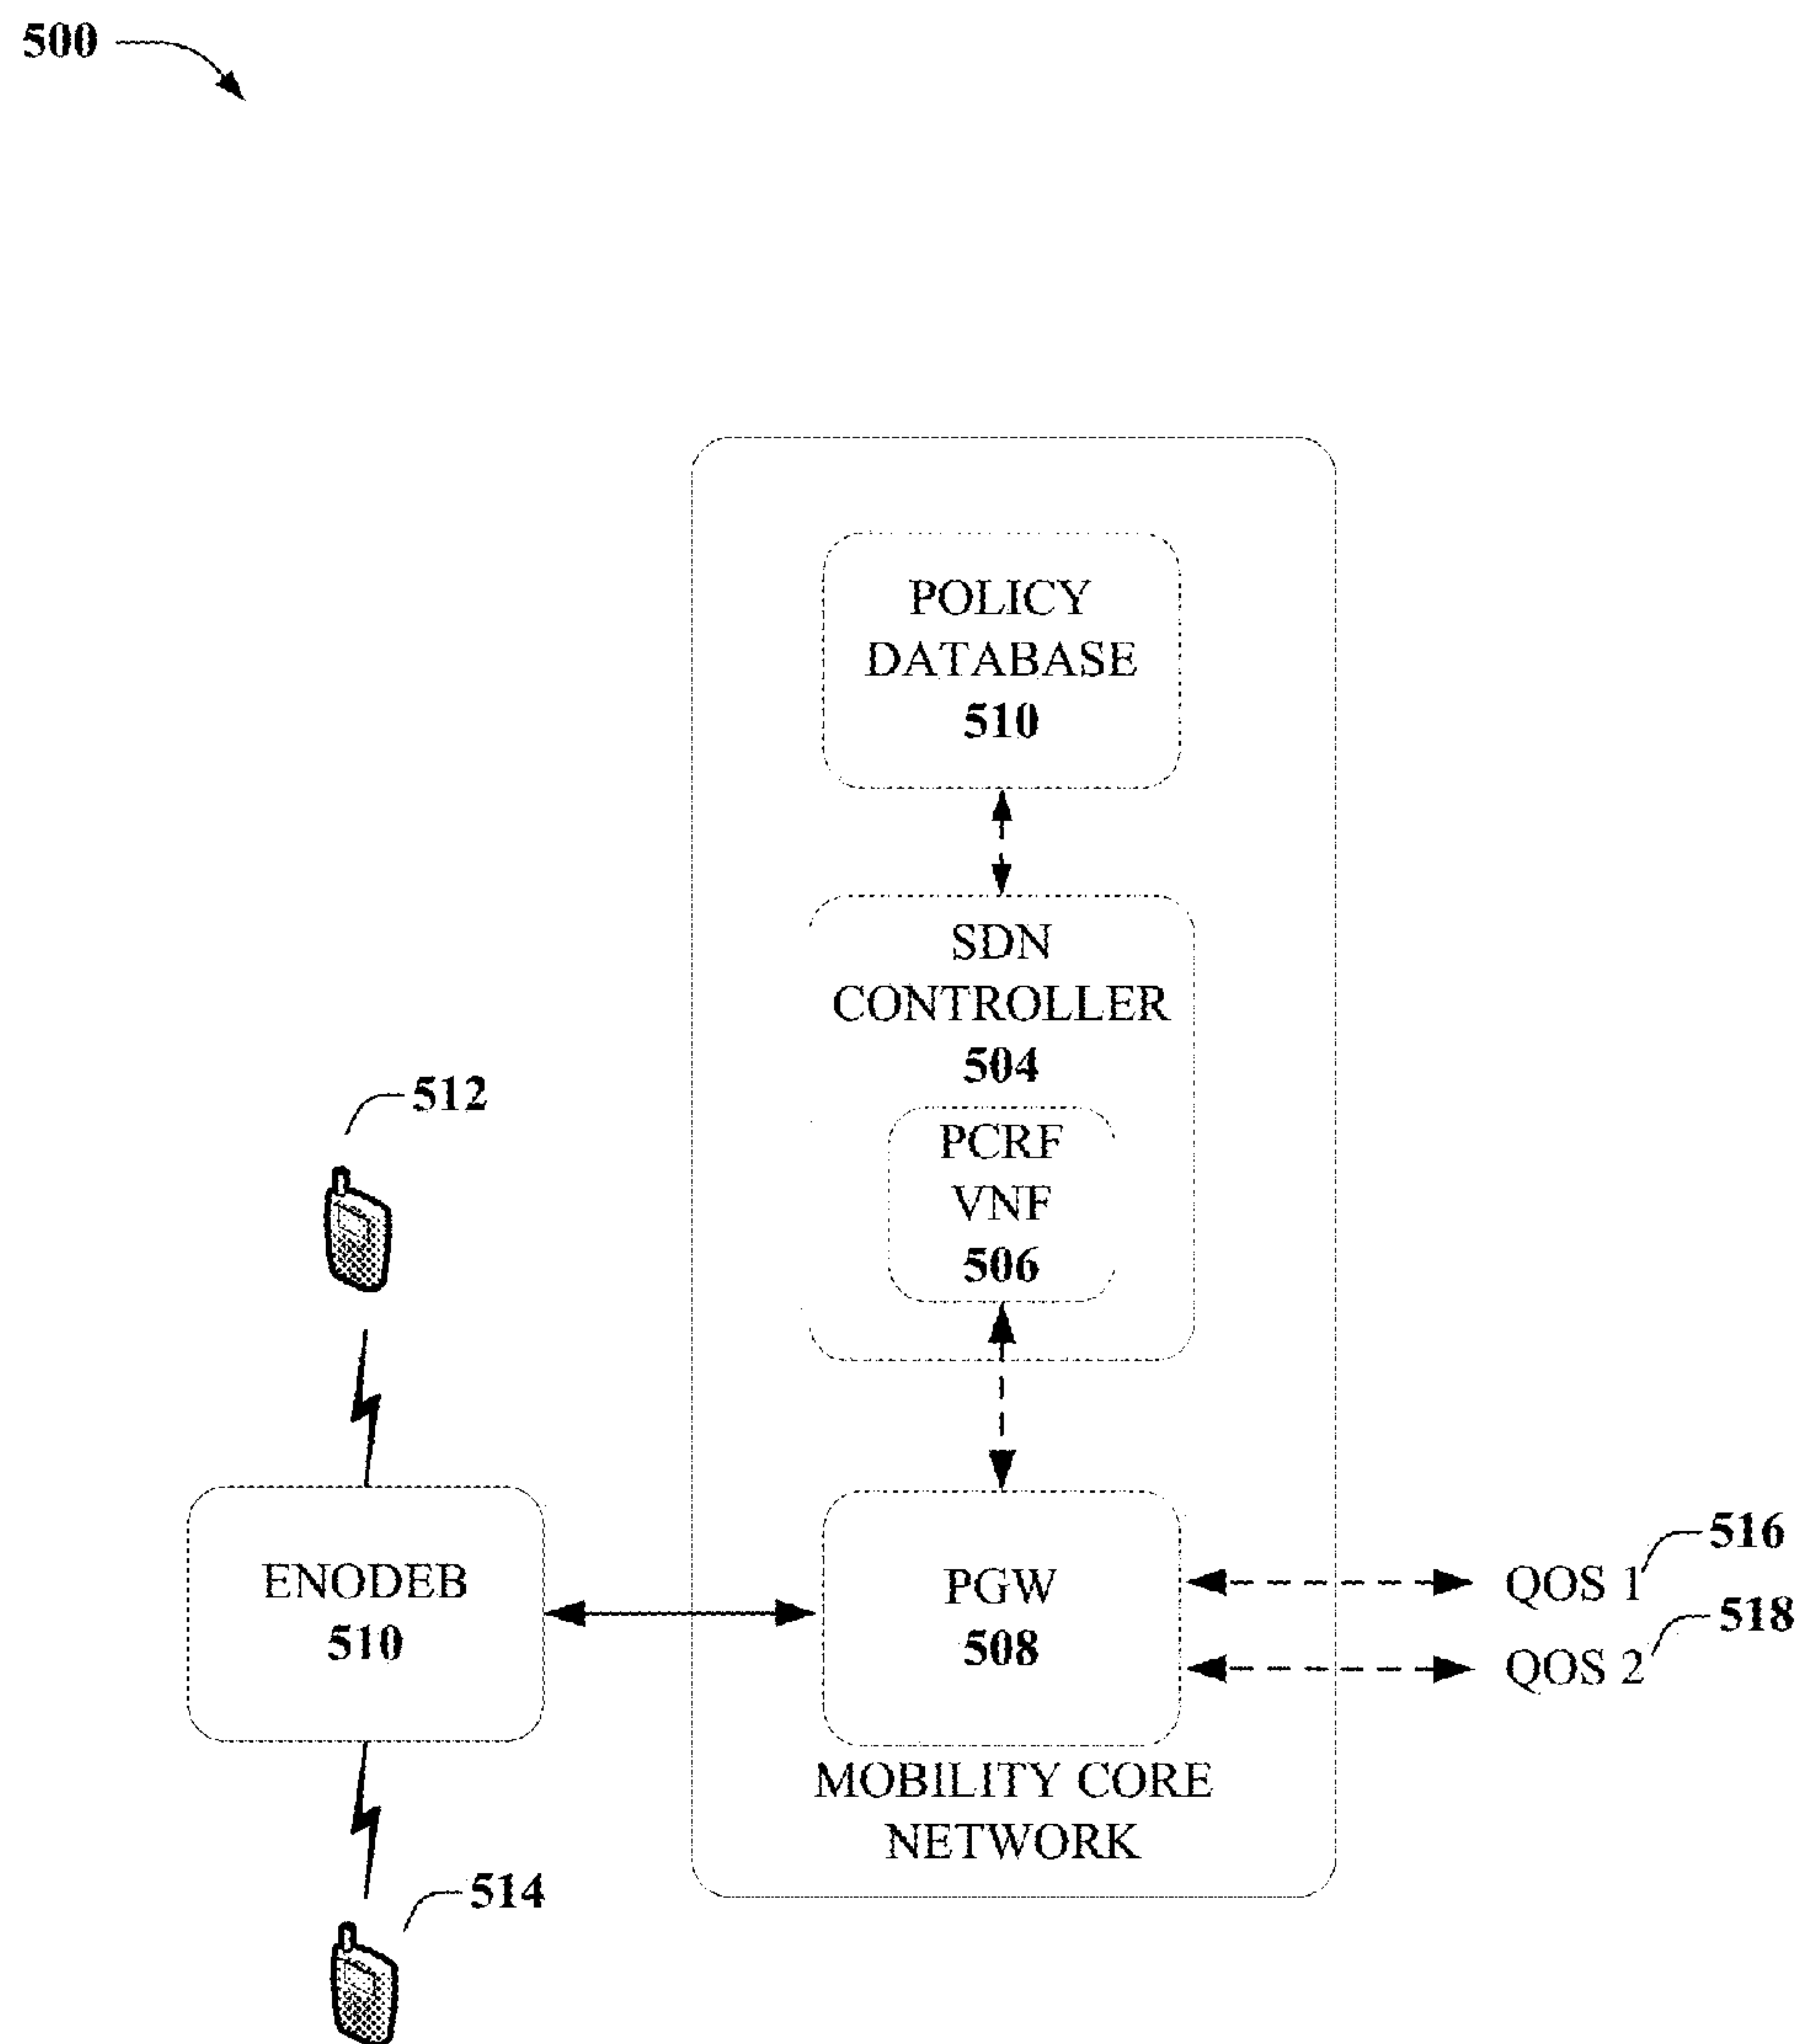 500
POLICY
DATABASE
510
SDN
CONTROLLER
504
PCRF
VNF
506
512
ENODEB
510
PGW
508
QOS 1
516
QOS 2
518
MOBILITY CORE
NETWORK
514